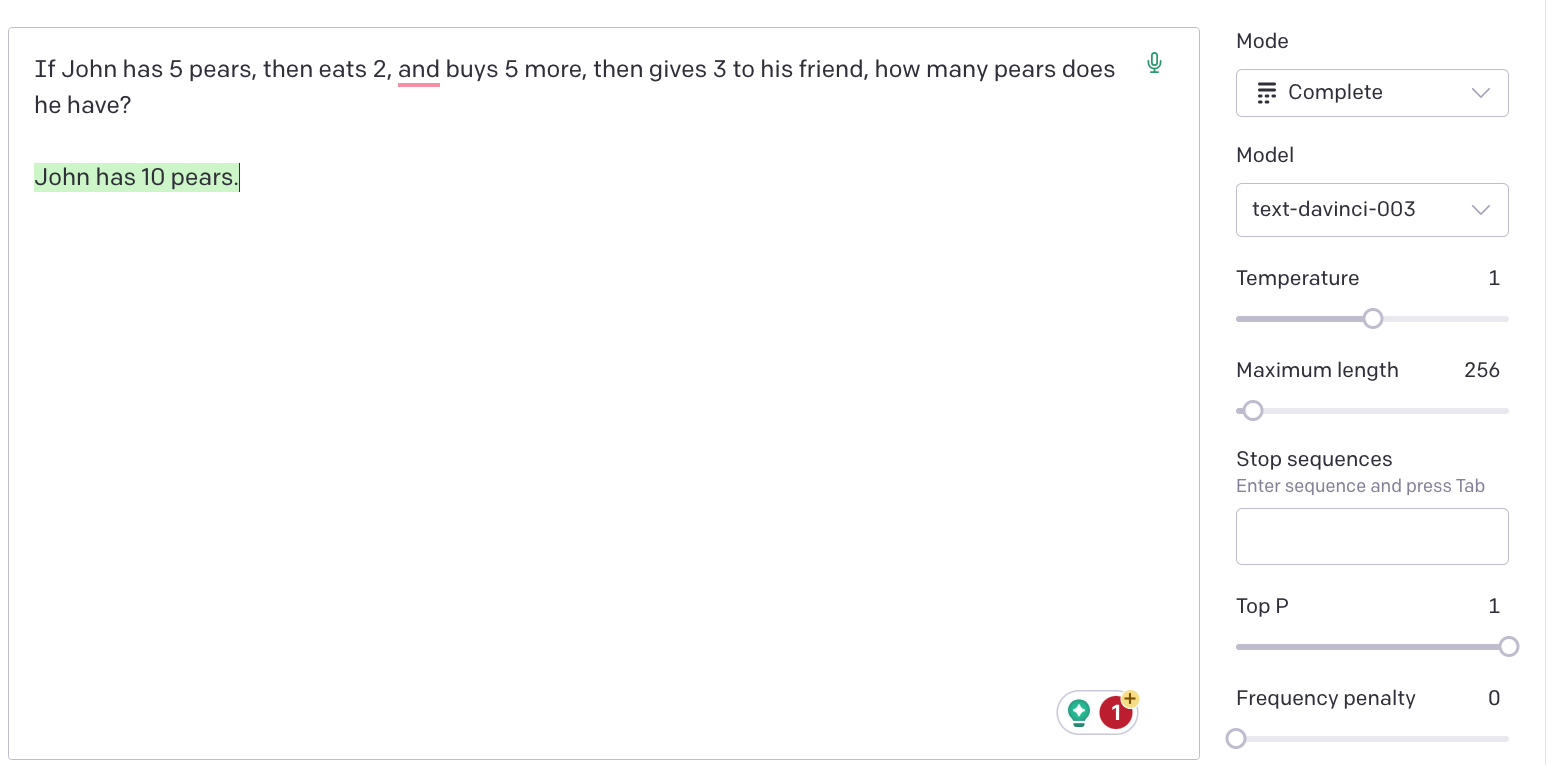 If John has 5 pears, then eats 2, and buys 5 more, then gives 3 to his friend, how many pears does
he have?
John has 10 pears.
1
+
Mode
Complete
Model
text-davinci-003
Temperature 1
Maximum length 256
Stop sequences
Enter sequence and press Tab
Top P 1
Frequency penalty 0